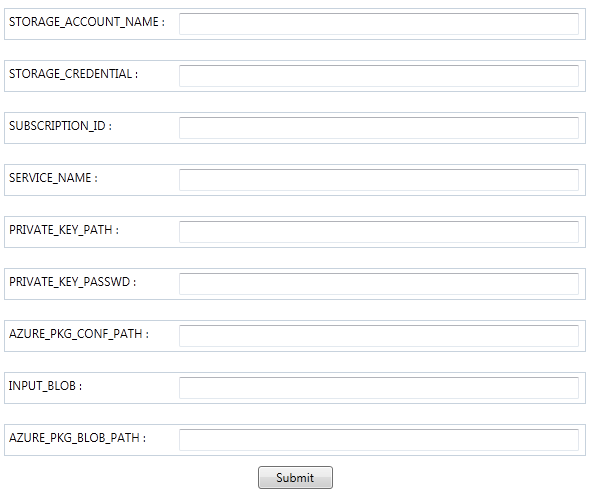 STORAGE_ACCOUNT_NAME :
STORAGE_CREDENTIAL :
SUBSCRIPTION_ID :
SERVICE_NAME :
PRIVATE_KEY_PATH :
PRIVATE_KEY_PASSWD :
AZURE_PKG_CONF_PATH :
INPUT_BLOB :
AZURE_PKG_BLOB_PATH :
Submit